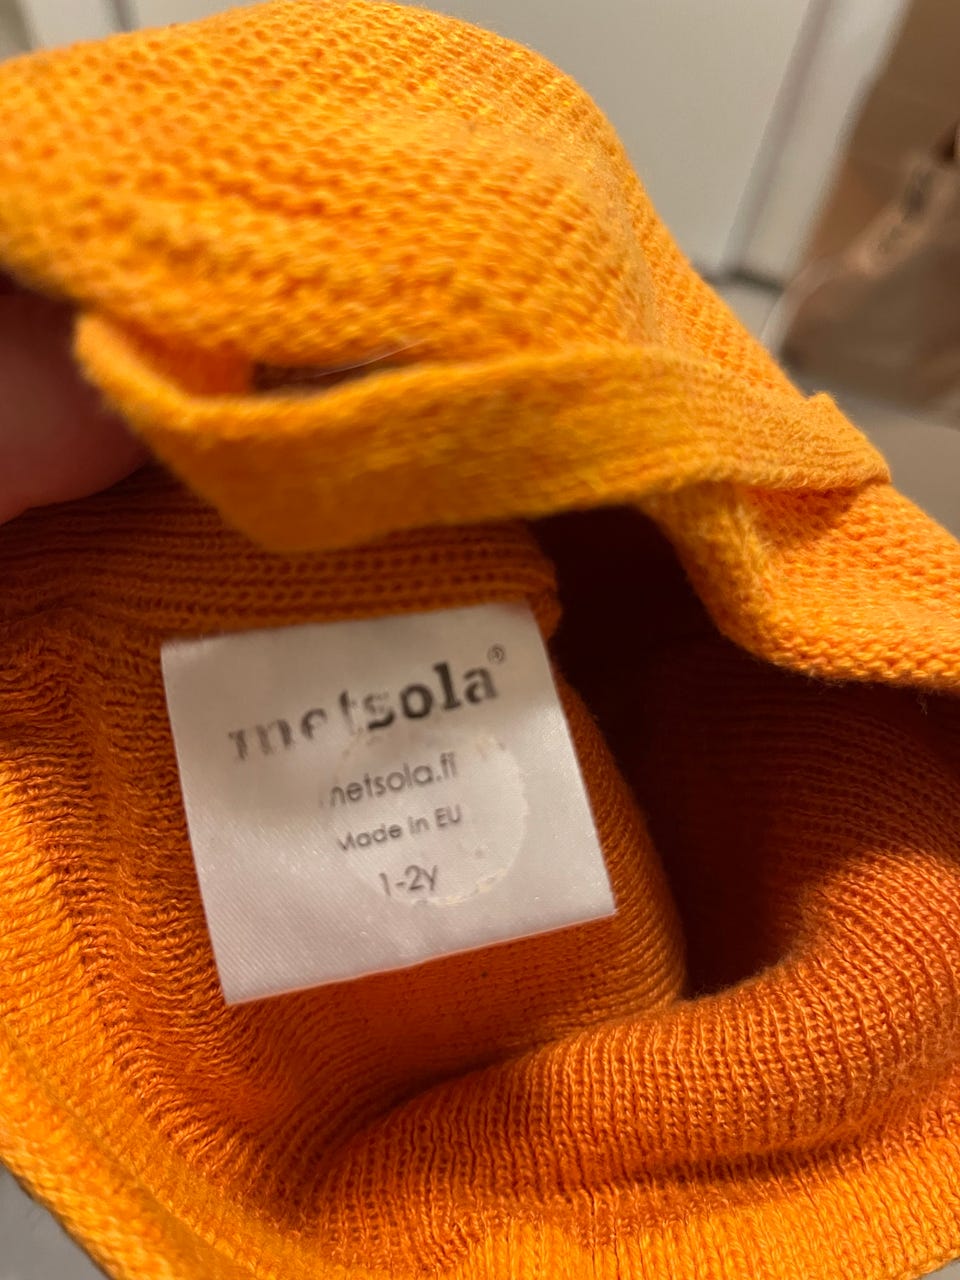 metsola®
metsola.fi
Made in EU
1-2y